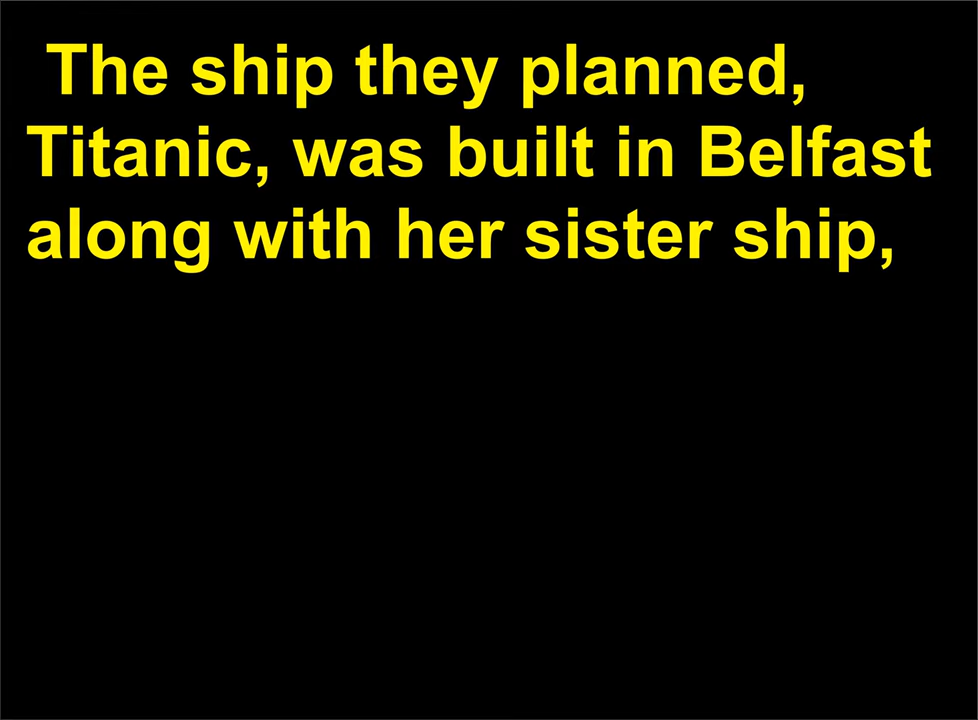 The ship they planned,
Titanic, was built in Belfast
along with her sister ship,